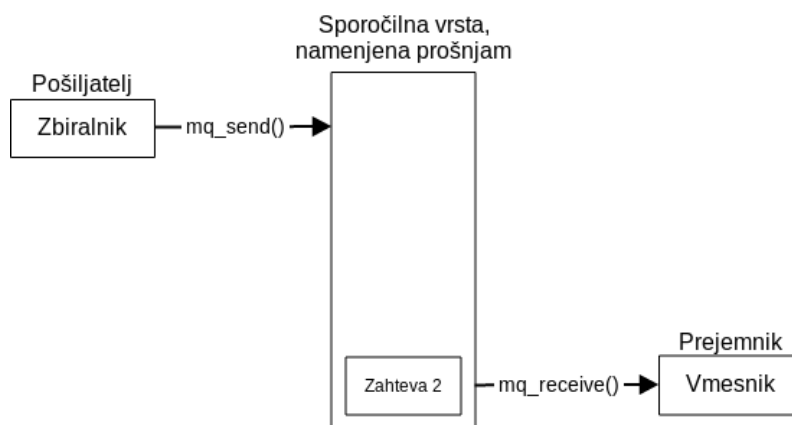 Sporočilna vrsta,
namenjena prošnjam
Pošiljatelj
Zbiralnik
mq_send()
Prejemnik
Zahteva 2
mq_receive()
Vmesnik